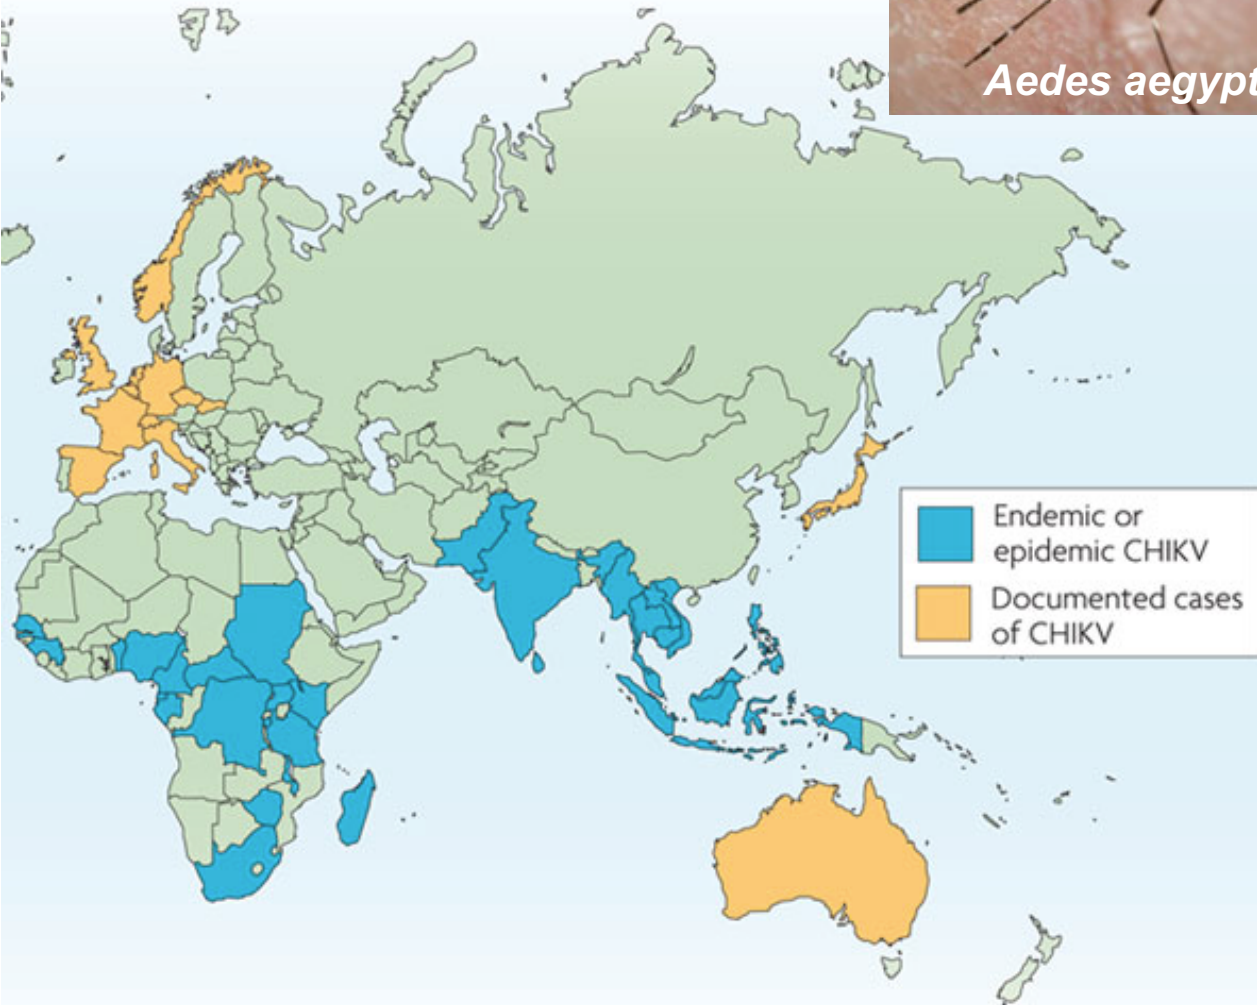 Aedes aegypt
Endemic or
epidemic CHIKV
Documented cases
of CHIKV